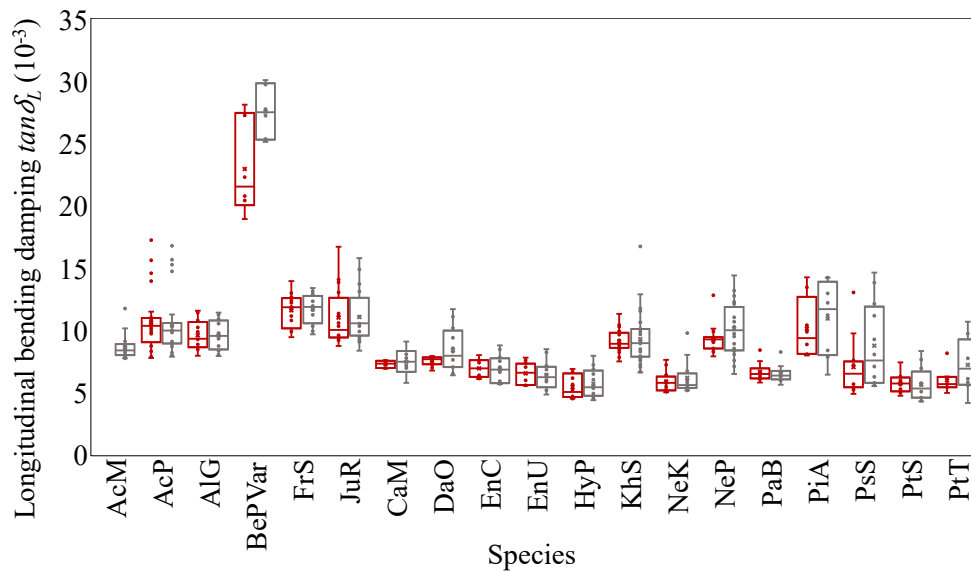 Longitudinal bending damping tanδL (10-3)
35
30
25
20
15
10
5
0
AcM
AcP
AlG
BePVar
FrS
JuR
CaM
DaO
EnC
EnU
HyP
KhS
NeK
NeP
PaB
PiA
PsS
PtS
PtT
Species